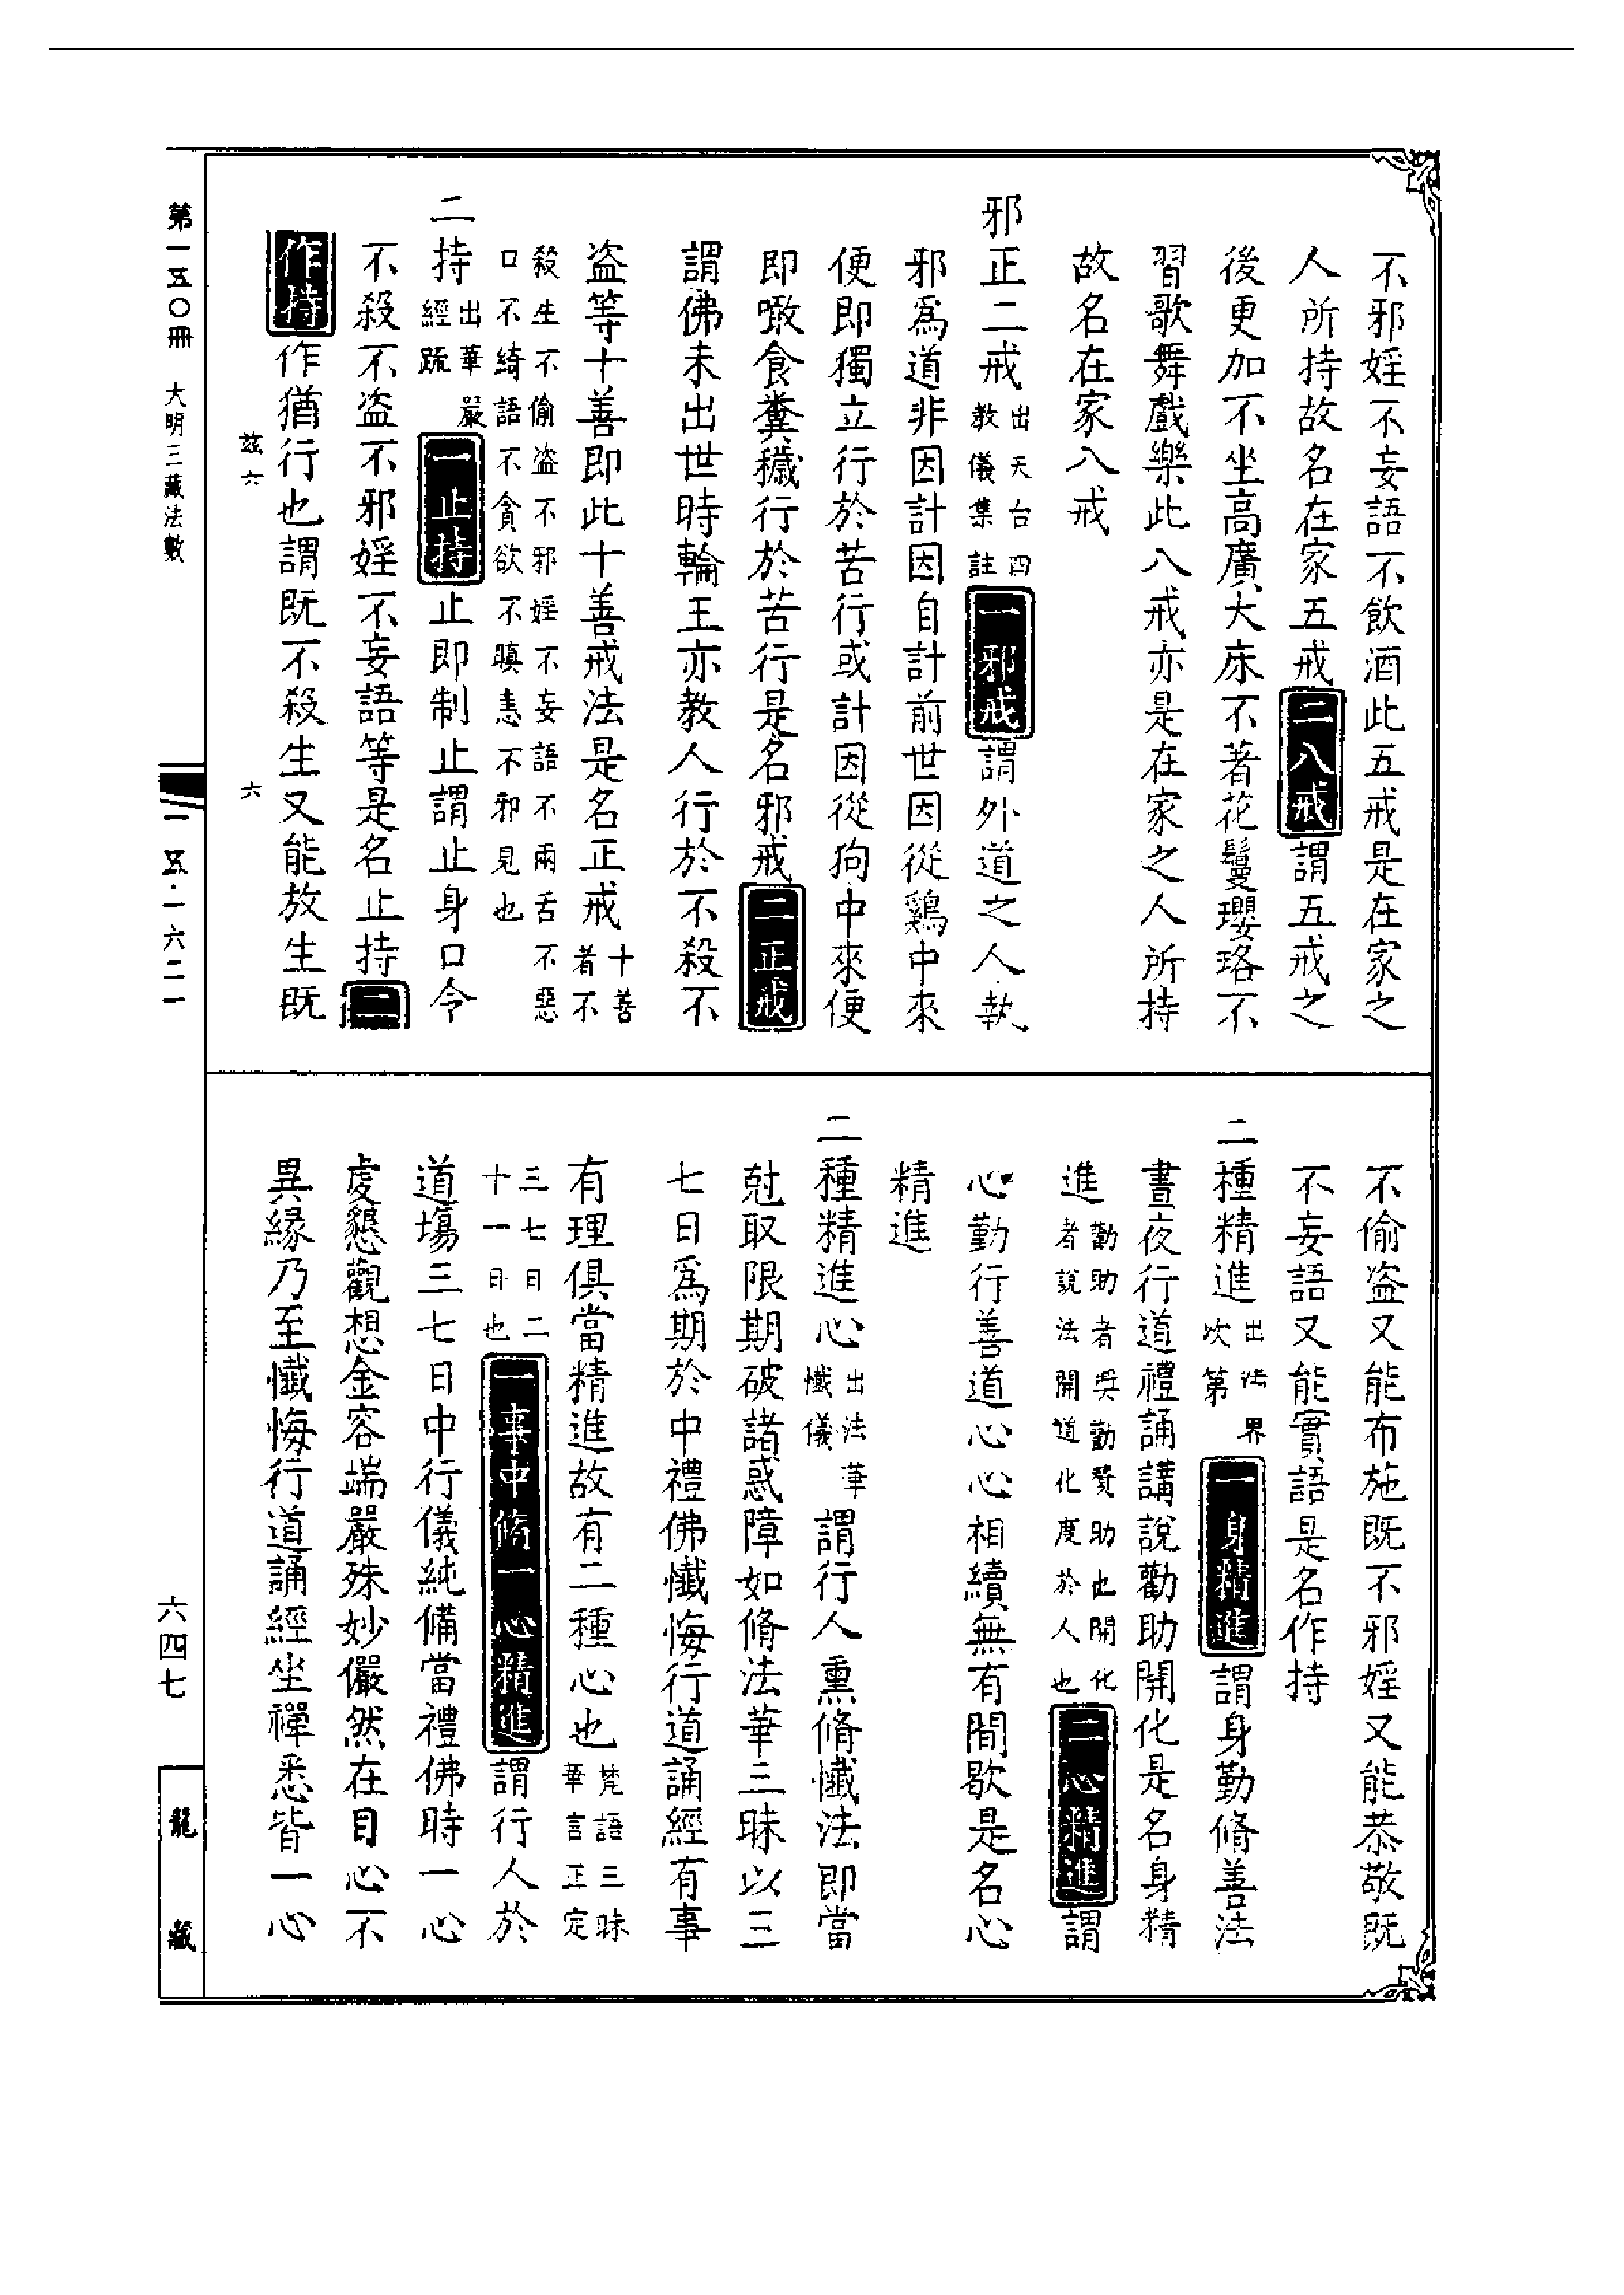 不邪婬不妄語不飲酒此五戒是在家之
人所持故名在家五戒二八戒謂五戒之
後更加不坐高廣大床不著花鬘瓔珞不
習歌舞戲樂此八戒亦是在家之人所持
故名在家八戒
邪正二戒出天台四教儀集註一邪戒謂外道之人執
邪爲道非因計因自計前世因從鷄中來
便即獨立行於苦行或計因從狗中來便
即噉食糞穢行於苦行是名邪戒二正戒
謂佛未出世時輪王亦教人行於不殺不
盗等十善即此十善戒法是名正戒十善者不
殺生不偷盗不邪婬不妄語不兩舌不惡口不綺語不貪欲不瞋恚不邪見也
二持出華嚴經䟽一止持止即制止謂止身口令
不殺不盗不邪婬不妄語等是名止持二
作持作猶行也謂既不殺生又能放生既
不偷盗又能布施既不邪婬又能恭敬既
不妄語又能實語是名作持
二種精進出法界次第一身精進謂身勤脩善法
晝夜行道禮誦講說勸助開化是名身精
進勸助者奬勸賛助也開化者說法開道化度於人也二心精進謂
心勤行善道心心相續無有間歇是名心
精進
二種精進心出法華懺儀謂行人熏脩懺法即當
尅取限期破諸惑障如脩法華三昧以三
七日爲期於中禮佛懺悔行道誦經有事
有理俱當精進故有二種心也梵語三昧華言正定
三七日二十一日也一事中脩一心精進謂行人於
道塲三七日中行儀純備當禮佛時一心
虔懇觀想金容端嚴殊妙儼然在目心不
異緣乃至懺悔行道誦經坐禪悉皆一心
兹六
六
第一五〇冊 大明三藏法數
一五·一六二一
六四七
龍藏